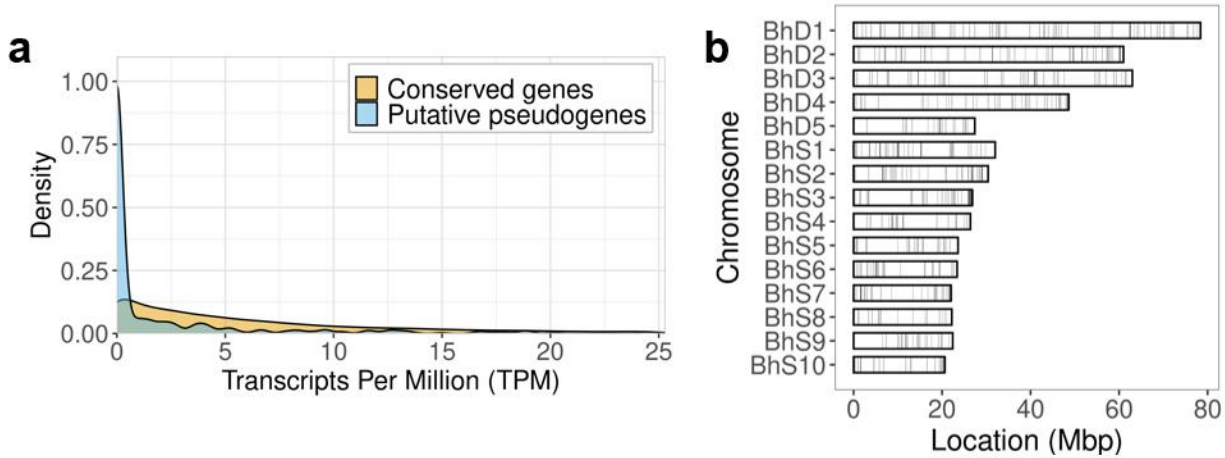 a
1.00
0.75
0.50
0.25
0.00
Density
0 5 10 15 20 25
Transcripts Per Million (TPM)
Conserved genes
Putative pseudogenes
b
Chromosome
BhD1
BhD2
BhD3
BhD4
BhD5
BhS1
BhS2
BhS3
BhS4
BhS5
BhS6
BhS7
BhS8
BhS9
BhS10
0 20 40 60 80
Location (Mbp)